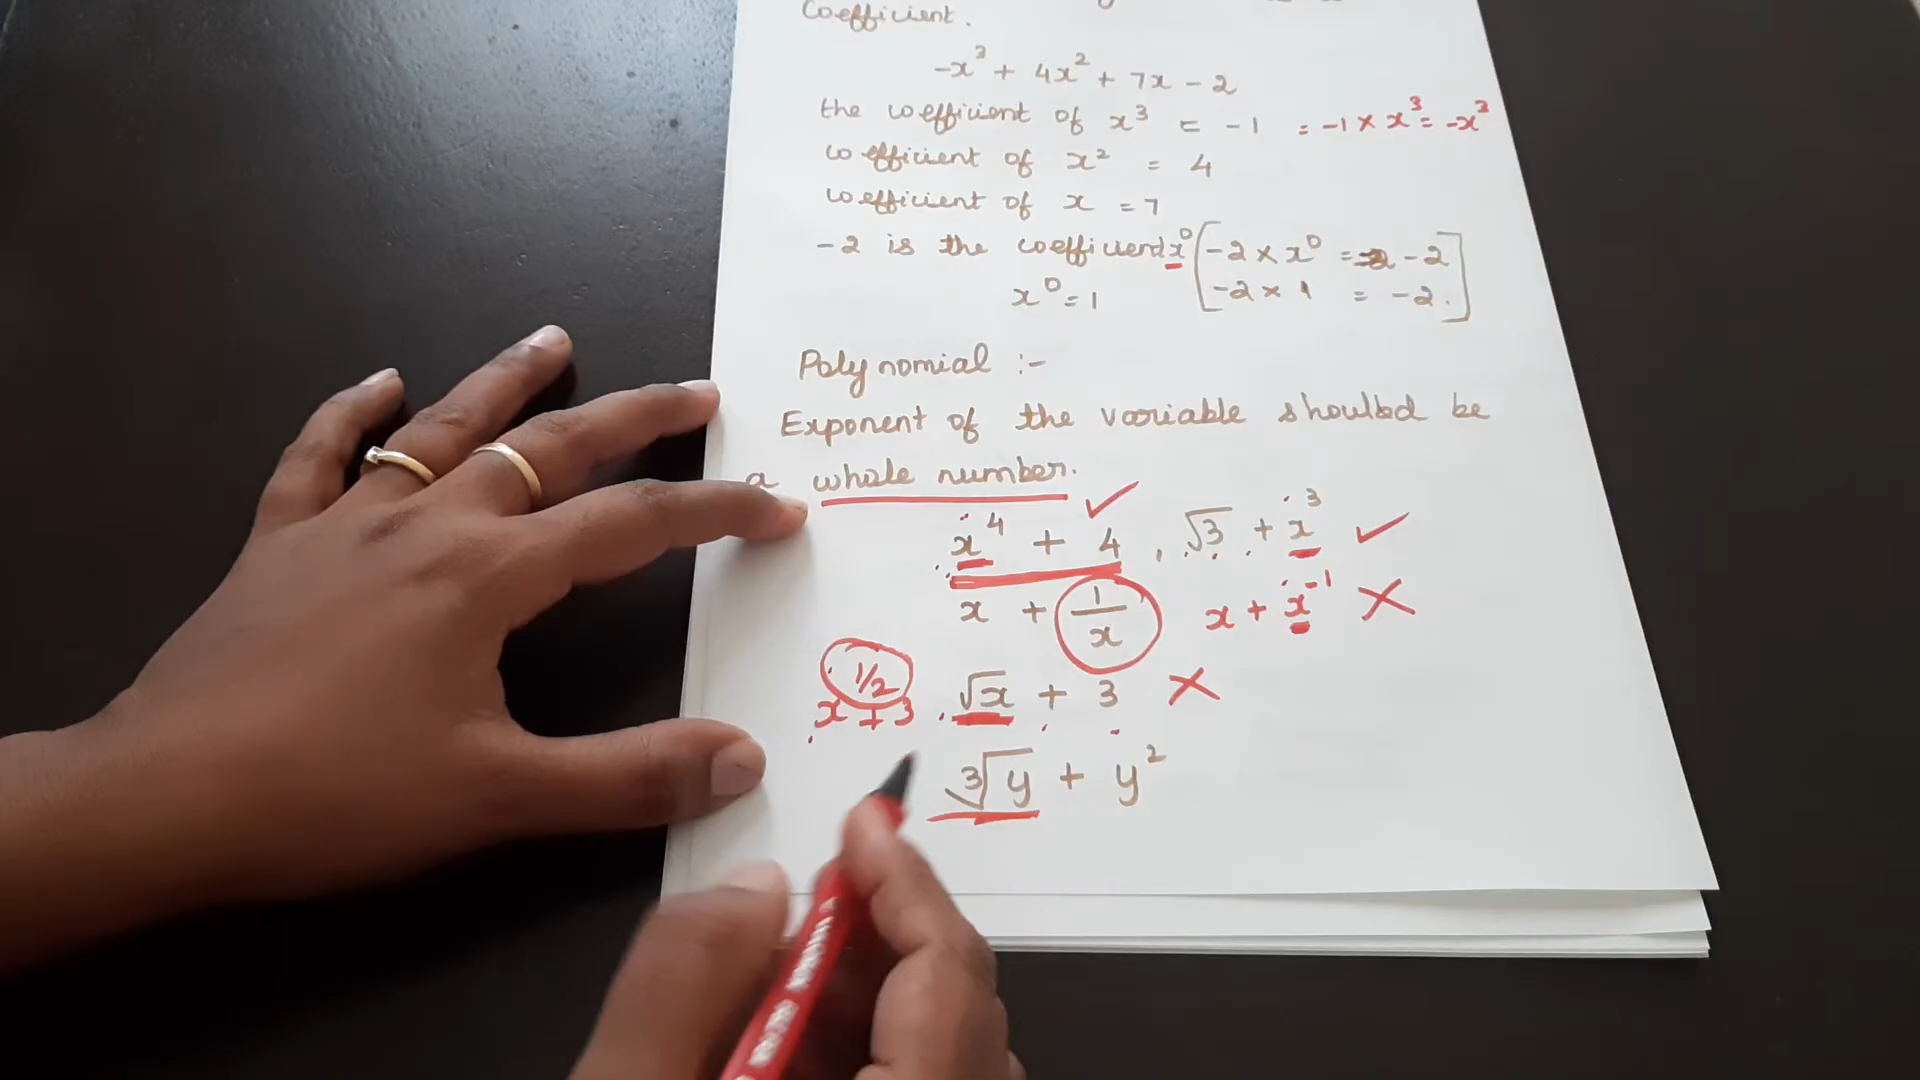 Coefficient.
-x³ + 4x² + 7x - 2
the coefficient of x³ = -1 = -1 × x³ = -x³
coefficient of x² = 4
coefficient of x = 7
-2 is the coefficient x⁰ [-2 × x⁰ = -2
x⁰ = 1 -2 × 1 = -2.]
Polynomial :-
Exponent of the variable should be
a whole number.
x⁴ + 4 ✓, √3 + x³ ✓
x + 1/x x + x⁻¹ ✗
x^1/2 + 3 √x + 3 ✗
³√y + y²